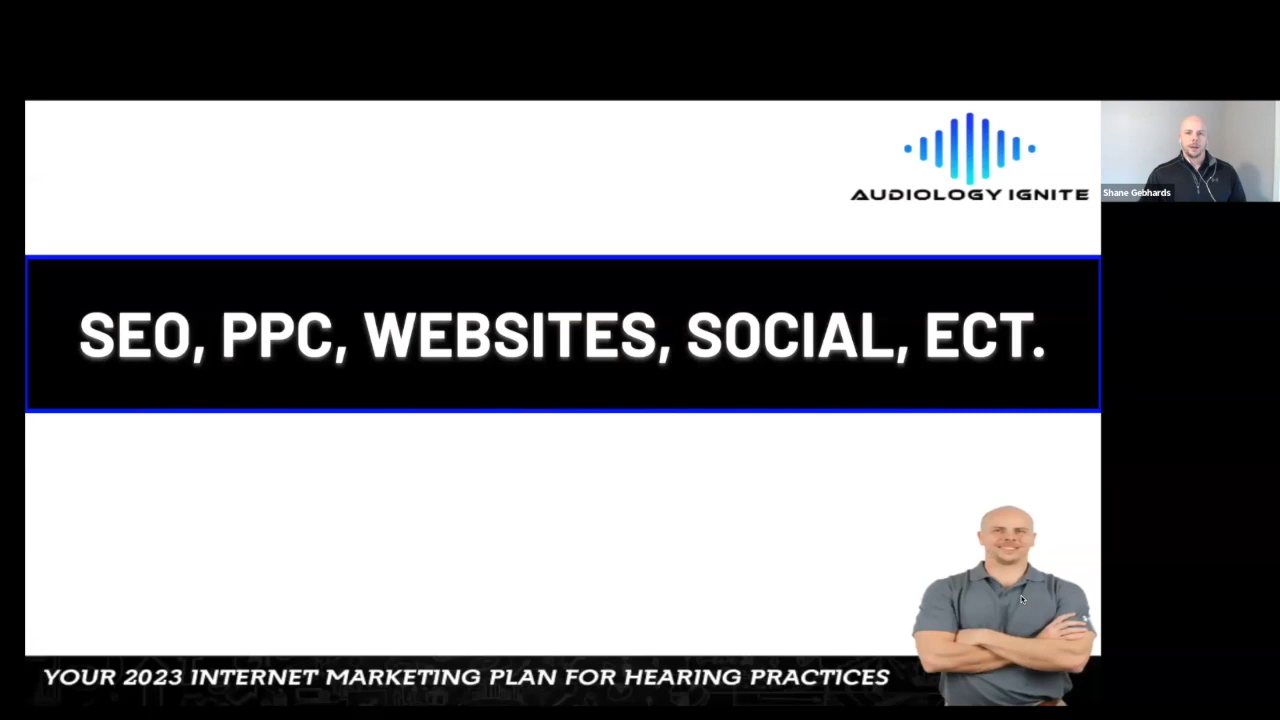 AUDIOLOGY IGNITE
Shane Gebhards
SEO, PPC, WEBSITES, SOCIAL, ECT.
YOUR 2023 INTERNET MARKETING PLAN FOR HEARING PRACTICES